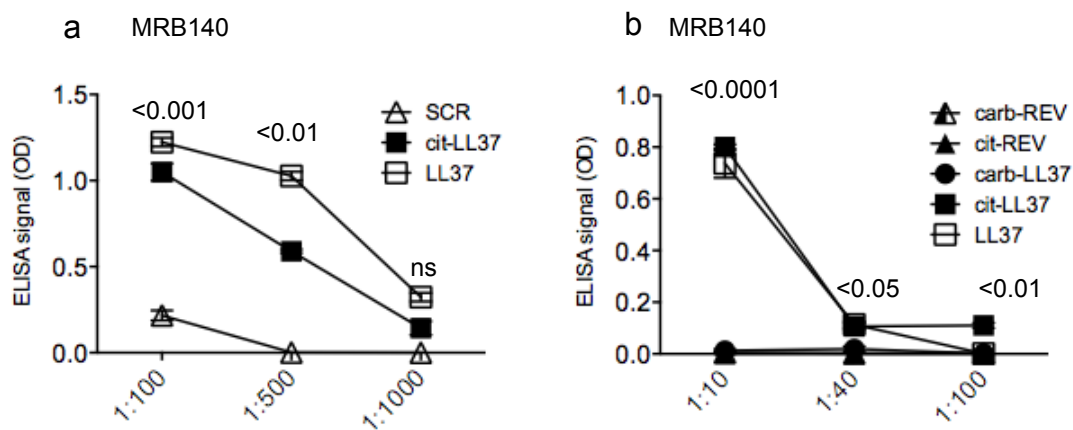 a MRB140
<0.001
<0.01
ns
ELISA signal (OD)
1.5
1.0
0.5
0.0
1:100
1:500
1:1000
SCR
cit-LL37
LL37
b MRB140
<0.0001
<0.05
<0.01
ELISA signal (OD)
1.0
0.8
0.6
0.4
0.2
0.0
1:10
1:40
1:100
carb-REV
cit-REV
carb-LL37
cit-LL37
LL37